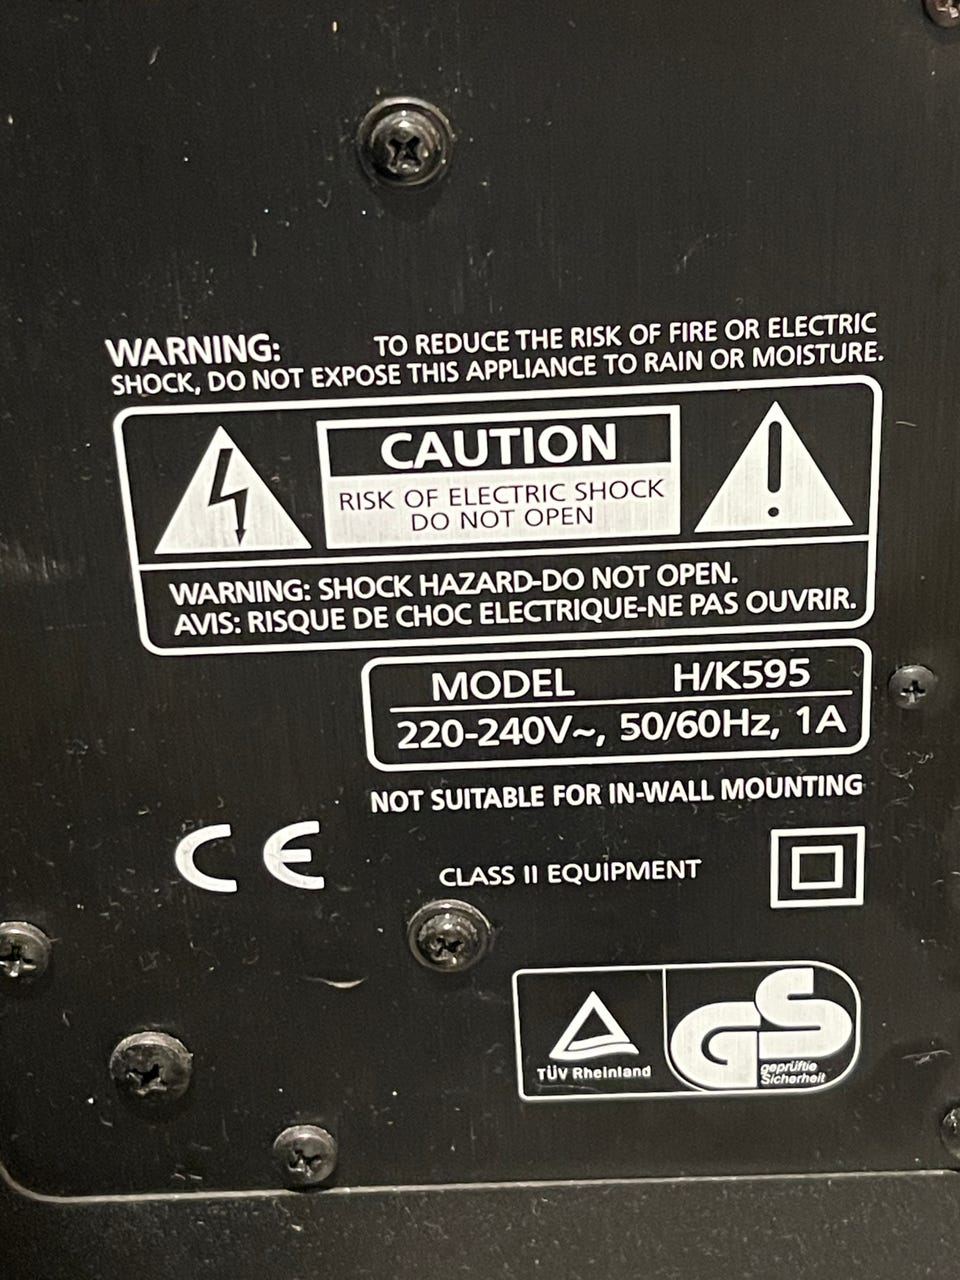 WARNING: TO REDUCE THE RISK OF FIRE OR ELECTRIC
SHOCK, DO NOT EXPOSE THIS APPLIANCE TO RAIN OR MOISTURE.
CAUTION
RISK OF ELECTRIC SHOCK
DO NOT OPEN
WARNING: SHOCK HAZARD-DO NOT OPEN.
AVIS: RISQUE DE CHOC ELECTRIQUE-NE PAS OUVRIR.
MODEL H/K595
220-240V~, 50/60Hz, 1A
NOT SUITABLE FOR IN-WALL MOUNTING
CE
CLASS II EQUIPMENT
TÜV Rheinland
GS
geprüfte
Sicherheit